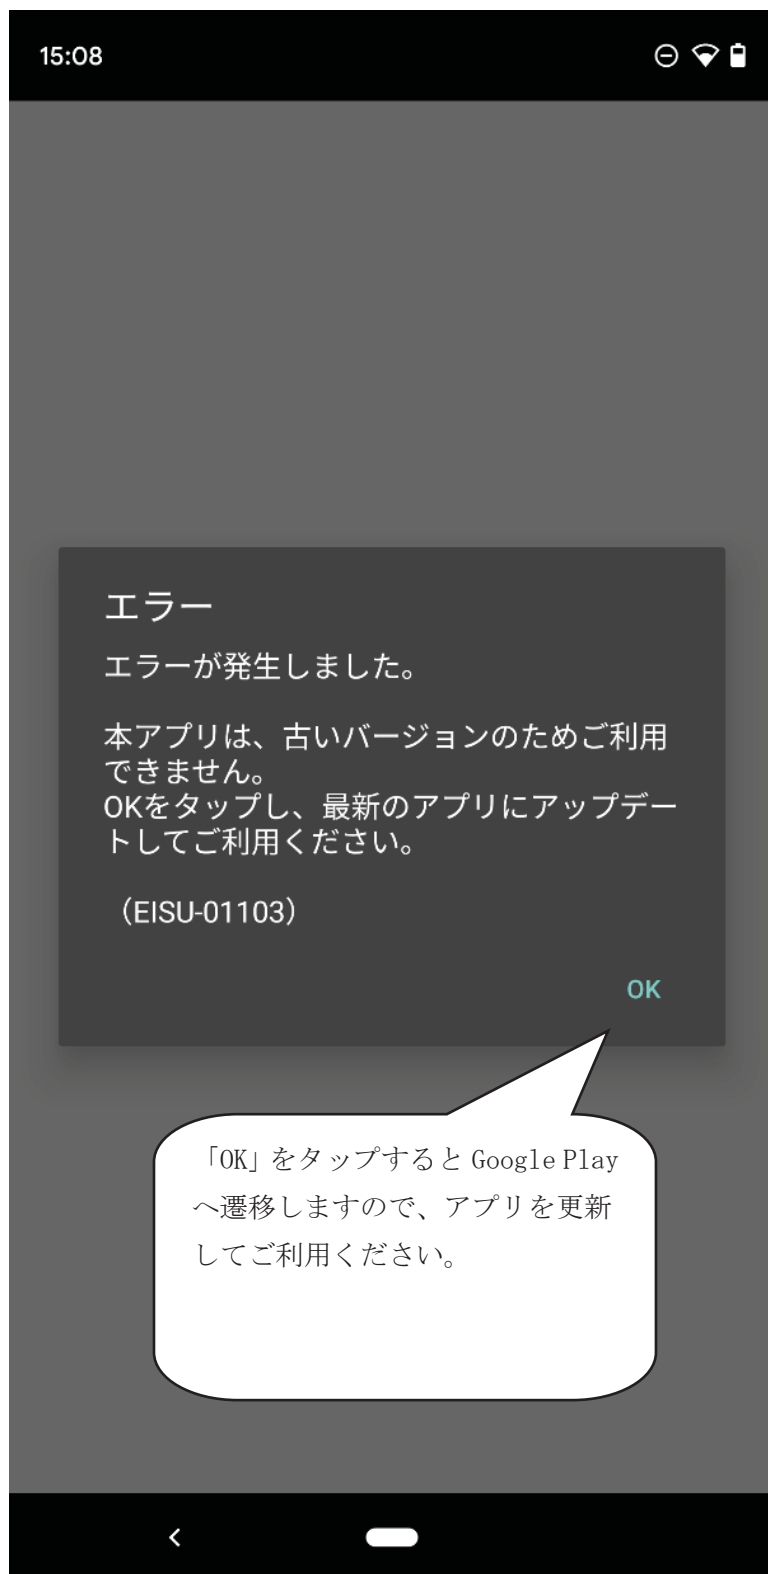 15:08
エラー
エラーが発生しました。
本アプリは、古いバージョンのためご利用
できません。
OKをタップし、最新のアプリにアップデー
トしてご利用ください。
（EISU-01103）
OK
「OK」をタップすると Google Play
へ遷移しますので、アプリを更新
してご利用ください。